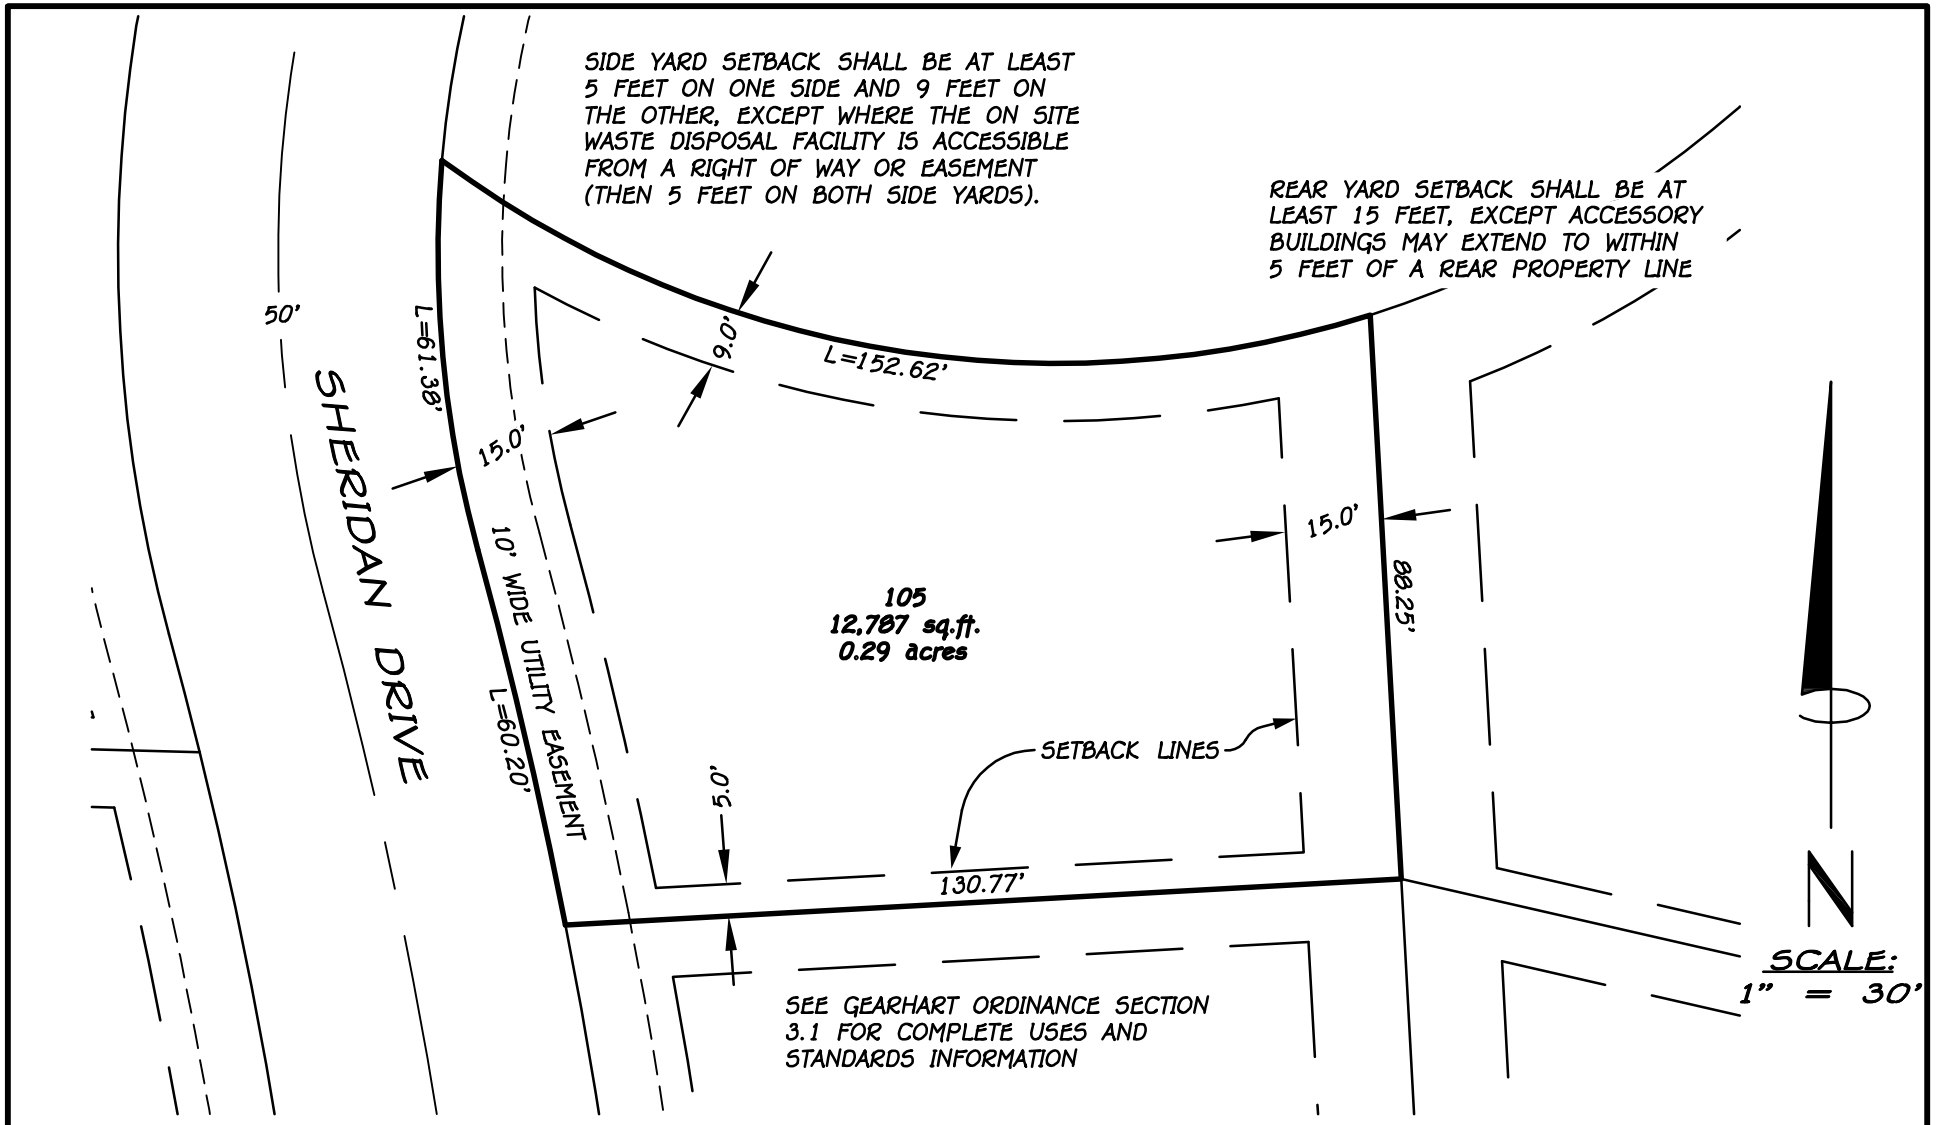 SIDE YARD SETBACK SHALL BE AT LEAST
5 FEET ON ONE SIDE AND 9 FEET ON
THE OTHER, EXCEPT WHERE THE ON SITE
WASTE DISPOSAL FACILITY IS ACCESSIBLE
FROM A RIGHT OF WAY OR EASEMENT
(THEN 5 FEET ON BOTH SIDE YARDS).
REAR YARD SETBACK SHALL BE AT
LEAST 15 FEET, EXCEPT ACCESSORY
BUILDINGS MAY EXTEND TO WITHIN
5 FEET OF A REAR PROPERTY LINE
50'
L=61.38'
9.0'
L=152.62'
SHERIDAN DRIVE
15.0'
15.0'
10' WIDE UTILITY EASEMENT
88.25'
105
12,787 sq.ft.
0.29 acres
L=60.20'
SETBACK LINES
5.0'
130.77'
N
SCALE:
1" = 30'
SEE GEARHART ORDINANCE SECTION
3.1 FOR COMPLETE USES AND
STANDARDS INFORMATION